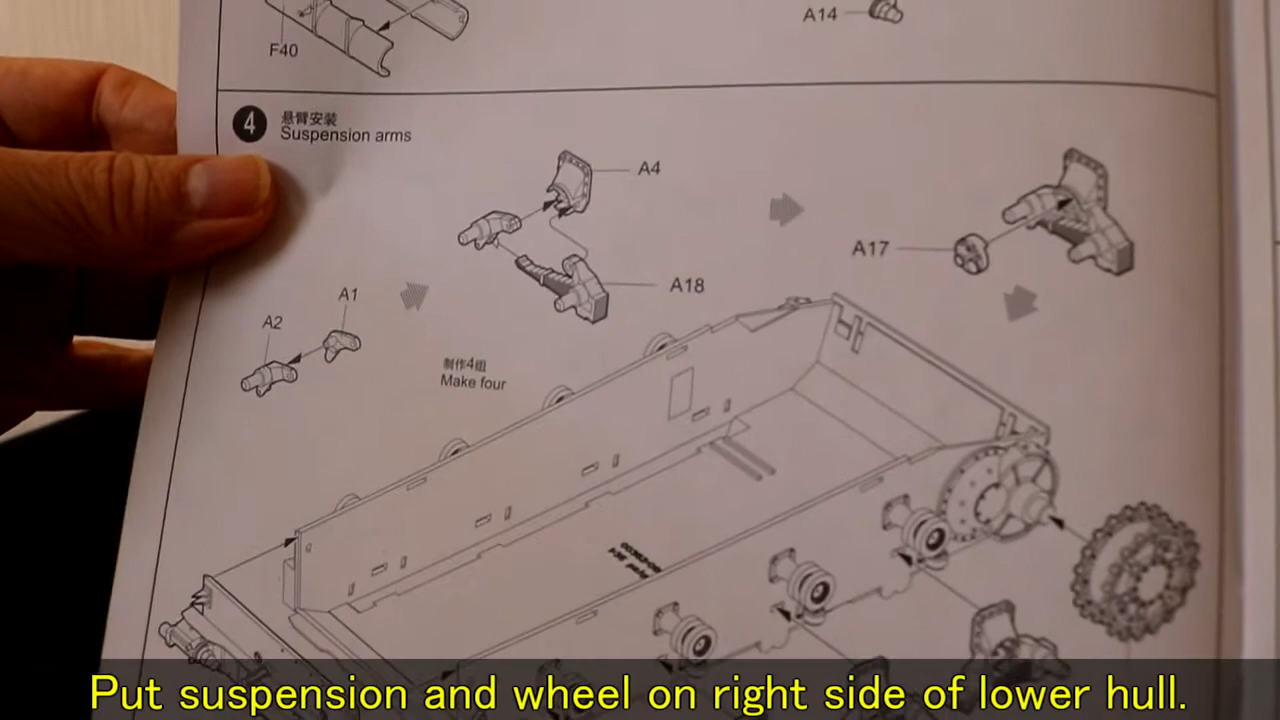 F40
A14
4
悬臂安装
Suspension arms
A4
A17
A18
A1
A2
制作4组
Make four
Put suspension and wheel on right side of lower hull.